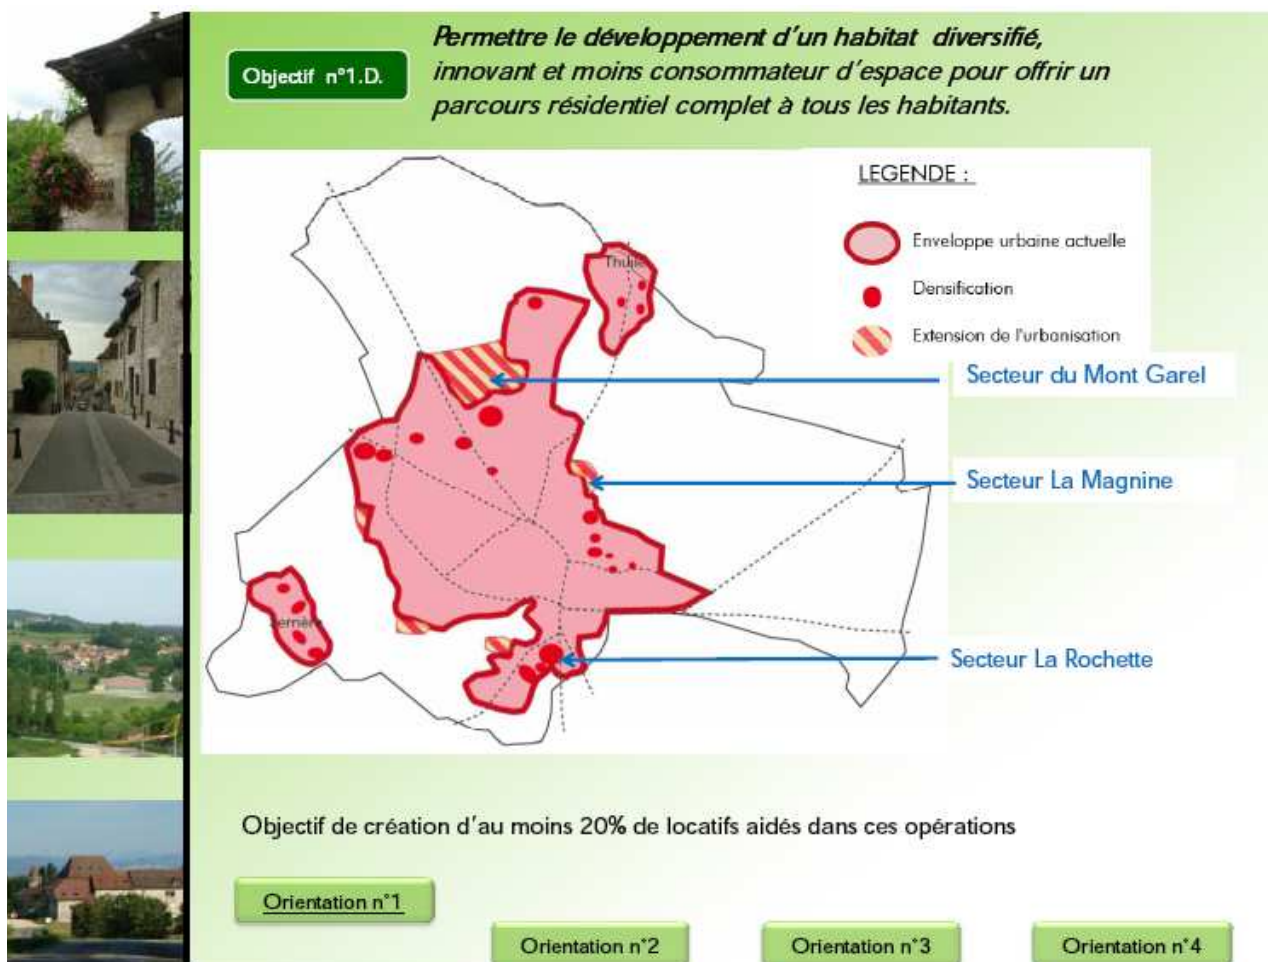 Objectif n°1.D.
Permettre le développement d'un habitat diversifié,
innovant et moins consommateur d'espace pour offrir un
parcours résidentiel complet à tous les habitants.
LEGENDE :
Enveloppe urbaine actuelle
Densification
Extension de l'urbanisation
Secteur du Mont Garel
Secteur La Magnine
Secteur La Rochette
Objectif de création d'au moins 20% de locatifs aidés dans ces opérations
Orientation n°1
Orientation n°2
Orientation n°3
Orientation n°4